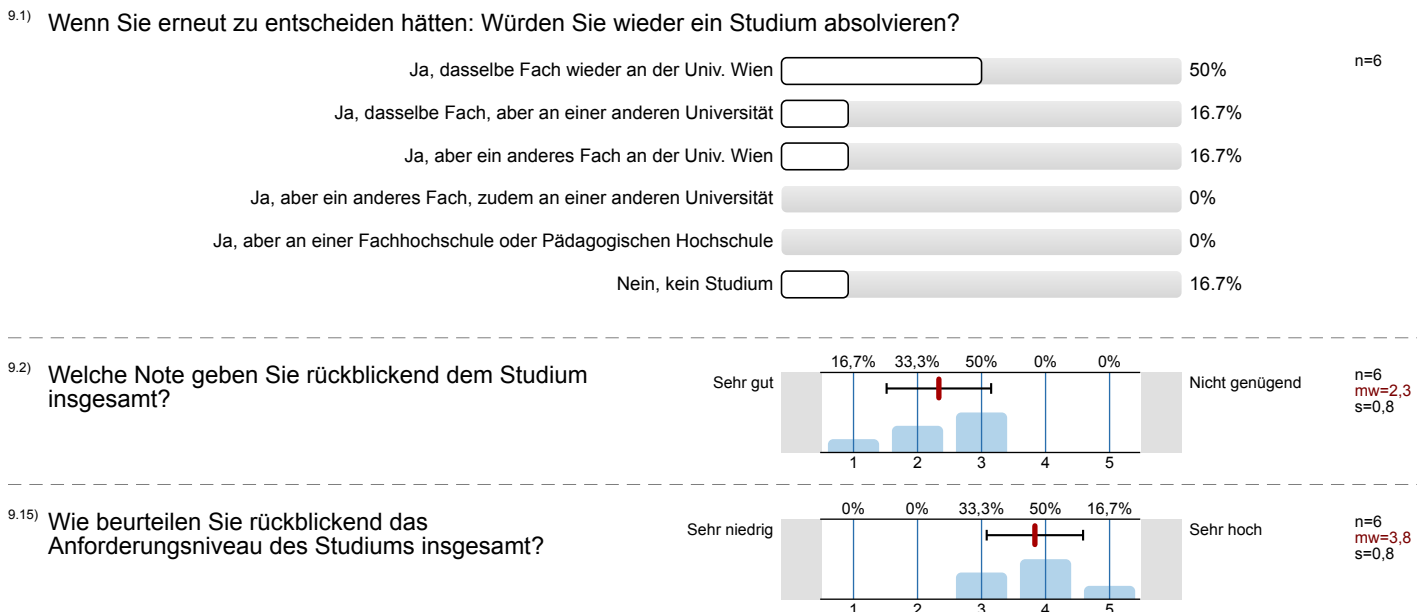 9.1) Wenn Sie erneut zu entscheiden hätten: Würden Sie wieder ein Studium absolvieren?
Ja, dasselbe Fach wieder an der Univ. Wien 50% n=6
Ja, dasselbe Fach, aber an einer anderen Universität 16.7%
Ja, aber ein anderes Fach an der Univ. Wien 16.7%
Ja, aber ein anderes Fach, zudem an einer anderen Universität 0%
Ja, aber an einer Fachhochschule oder Pädagogischen Hochschule 0%
Nein, kein Studium 16.7%
9.2) Welche Note geben Sie rückblickend dem Studium
insgesamt?
16,7% 33,3% 50% 0% 0%
Sehr gut Nicht genügend
1 2 3 4 5
n=6
mw=2,3
s=0,8
9.15) Wie beurteilen Sie rückblickend das
Anforderungsniveau des Studiums insgesamt?
0% 0% 33,3% 50% 16,7%
Sehr niedrig Sehr hoch
1 2 3 4 5
n=6
mw=3,8
s=0,8